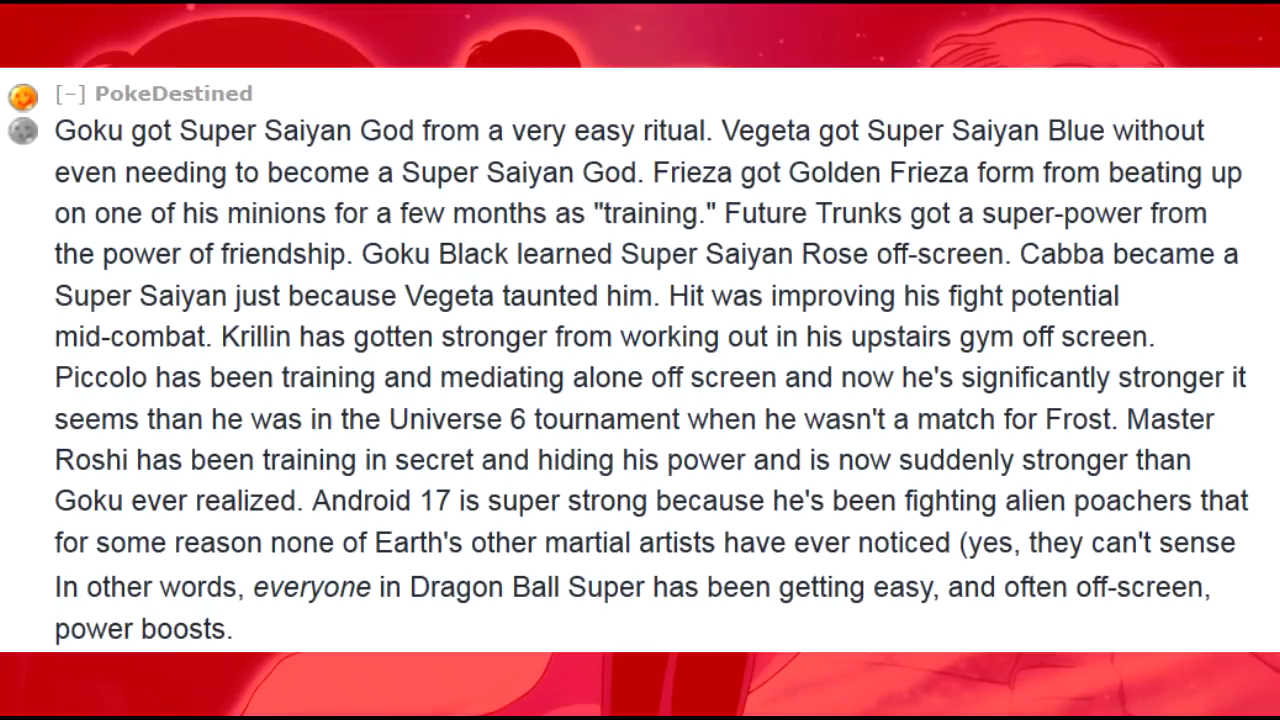 [–] PokeDestined
Goku got Super Saiyan God from a very easy ritual. Vegeta got Super Saiyan Blue without
even needing to become a Super Saiyan God. Frieza got Golden Frieza form from beating up
on one of his minions for a few months as "training." Future Trunks got a super-power from
the power of friendship. Goku Black learned Super Saiyan Rose off-screen. Cabba became a
Super Saiyan just because Vegeta taunted him. Hit was improving his fight potential
mid-combat. Krillin has gotten stronger from working out in his upstairs gym off screen.
Piccolo has been training and mediating alone off screen and now he's significantly stronger it
seems than he was in the Universe 6 tournament when he wasn't a match for Frost. Master
Roshi has been training in secret and hiding his power and is now suddenly stronger than
Goku ever realized. Android 17 is super strong because he's been fighting alien poachers that
for some reason none of Earth's other martial artists have ever noticed (yes, they can't sense
In other words, everyone in Dragon Ball Super has been getting easy, and often off-screen,
power boosts.